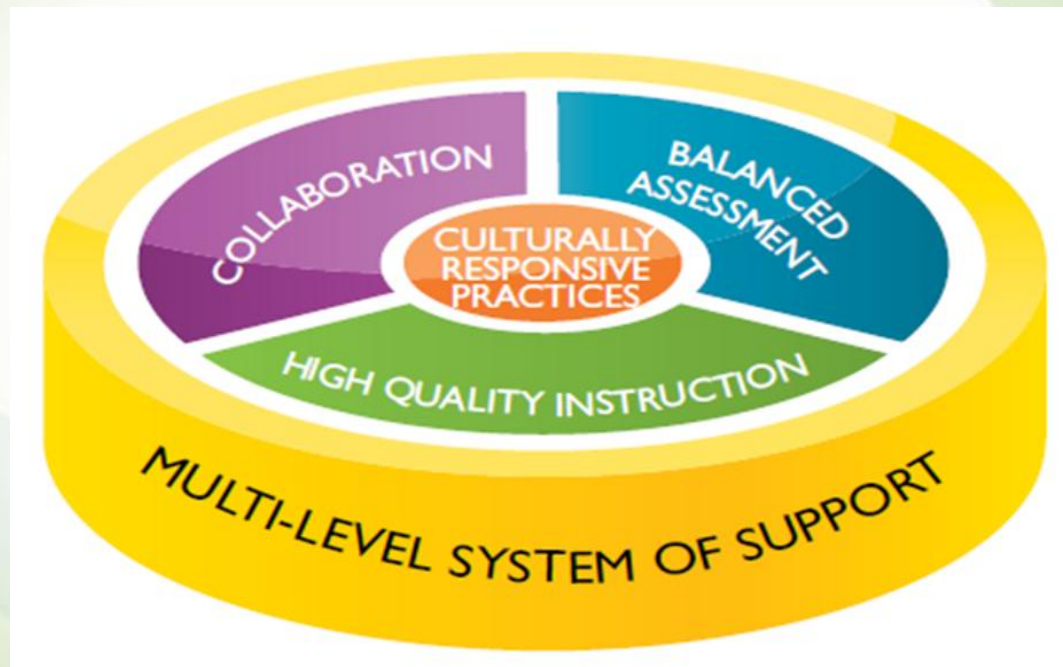 COLLABORATION
BALANCED
ASSESSMENT
CULTURALLY
RESPONSIVE
PRACTICES
HIGH QUALITY INSTRUCTION
MULTI-LEVEL SYSTEM OF SUPPORT